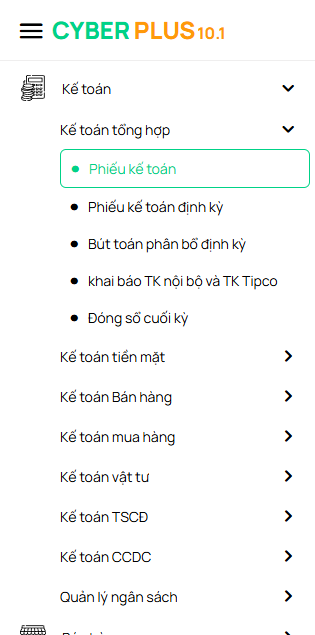 CYBER PLUS 10.1
Kế toán
Kế toán tổng hợp
Phiếu kế toán
Phiếu kế toán định kỳ
Bút toán phân bổ định kỳ
khai báo TK nội bộ và TK Tipco
Đóng sổ cuối kỳ
Kế toán tiền mặt
Kế toán Bán hàng
Kế toán mua hàng
Kế toán vật tư
Kế toán TSCĐ
Kế toán CCDC
Quản lý ngân sách